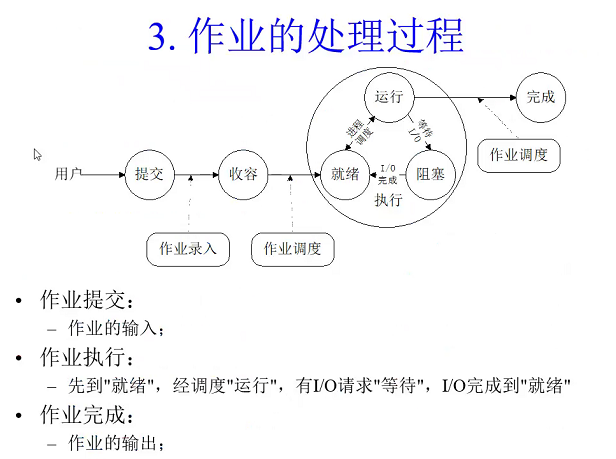 3. 作业的处理过程
运行
完成
进程
调度
等待
I/O
作业调度
用户
提交
收容
就绪
I/O
完成
阻塞
执行
作业录入
作业调度
• 作业提交：
– 作业的输入；
• 作业执行：
– 先到"就绪"，经调度"运行"，有I/O请求"等待"，I/O完成到"就绪"
• 作业完成：
– 作业的输出；